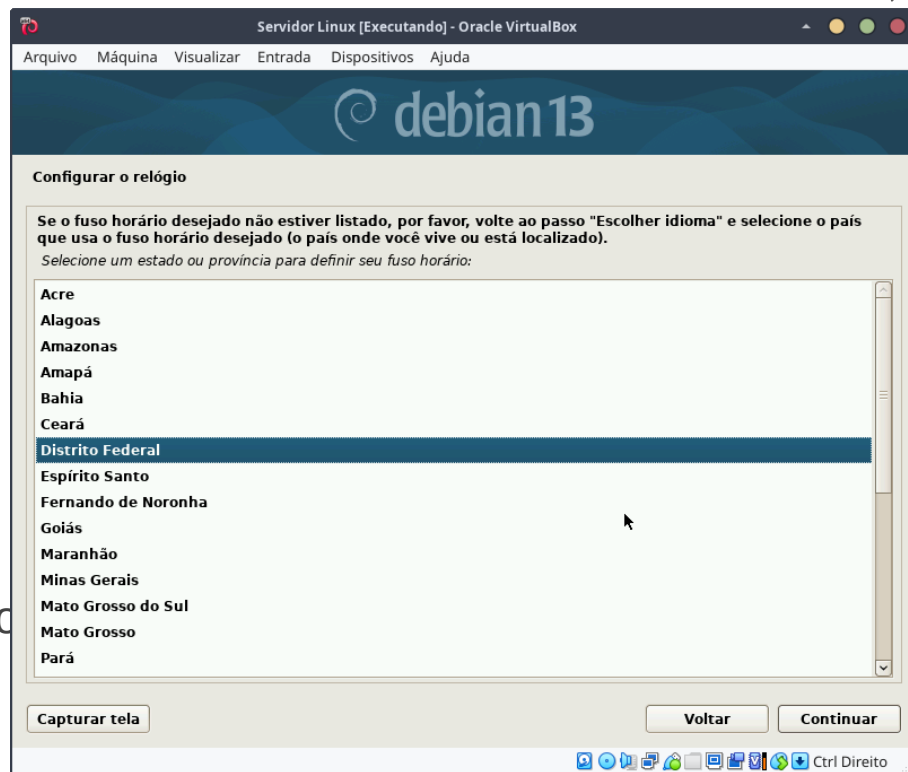 Servidor Linux [Executando] - Oracle VirtualBox
Arquivo Máquina Visualizar Entrada Dispositivos Ajuda
debian 13
Configurar o relógio
Se o fuso horário desejado não estiver listado, por favor, volte ao passo "Escolher idioma" e selecione o país
que usa o fuso horário desejado (o país onde você vive ou está localizado).
Selecione um estado ou província para definir seu fuso horário:
Acre
Alagoas
Amazonas
Amapá
Bahia
Ceará
Distrito Federal
Espírito Santo
Fernando de Noronha
Goiás
Maranhão
Minas Gerais
Mato Grosso do Sul
Mato Grosso
Pará
Capturar tela
Voltar
Continuar
Ctrl Direito